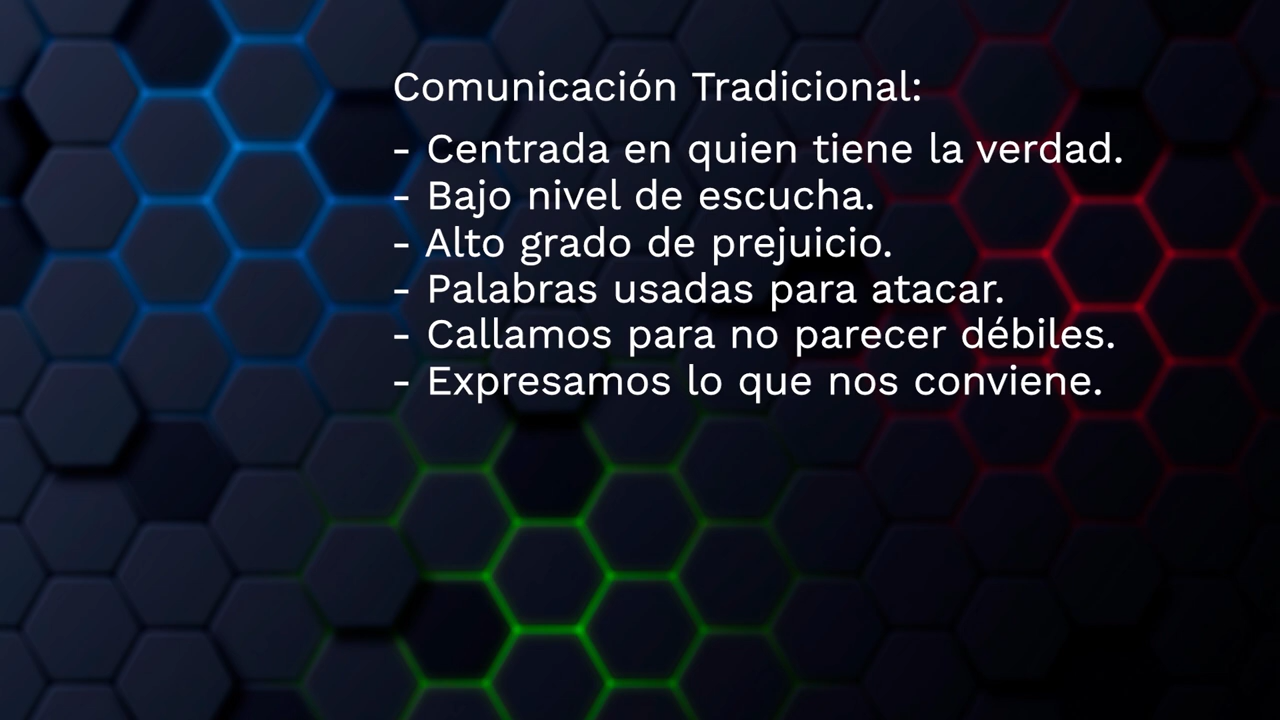 Comunicación Tradicional:
- Centrada en quien tiene la verdad.
- Bajo nivel de escucha.
- Alto grado de prejuicio.
- Palabras usadas para atacar.
- Callamos para no parecer débiles.
- Expresamos lo que nos conviene.